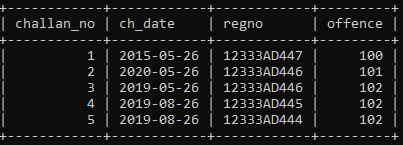 +------------+------------+------------+---------+
| challan_no | ch_date    | regno      | offence |
+------------+------------+------------+---------+
|          1 | 2015-05-26 | 12333AD447 |     100 |
|          2 | 2020-05-26 | 12333AD446 |     101 |
|          3 | 2019-05-26 | 12333AD446 |     102 |
|          4 | 2019-08-26 | 12333AD445 |     102 |
|          5 | 2019-08-26 | 12333AD444 |     102 |
+------------+------------+------------+---------+